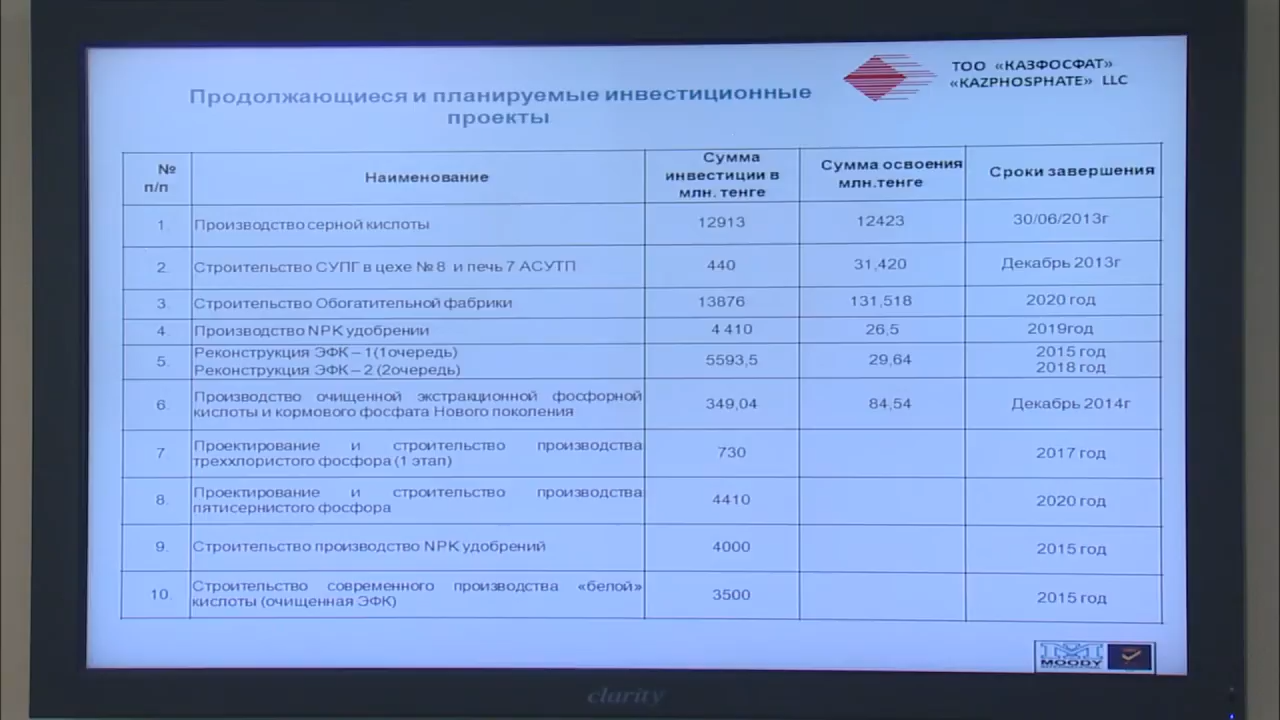 ТОО «КАЗФОСФАТ»
«KAZPHOSPHATE» LLC
Продолжающиеся и планируемые инвестиционные
проекты
№
п/п
Наименование
Сумма
инвестиции в
млн. тенге
Сумма освоения
млн.тенге
Сроки завершения
1. Производство серной кислоты 12913 12423 30/06/2013г
2. Строительство СУПГ в цехе № 8 и печь 7 АСУТП 440 31,420 Декабрь 2013г
3. Строительство Обогатительной фабрики 13876 131,518 2020 год
4. Производство NPK удобрении 4 410 26,5 2019год
5. Реконструкция ЭФК – 1(1очередь) 5593,5 29,64 2015 год
Реконструкция ЭФК – 2 (2очередь) 2018 год
6. Производство очищенной экстракционной фосфорной
кислоты и кормового фосфата Нового поколения 349,04 84,54 Декабрь 2014г
7 Проектирование и строительство производства
треххлористого фосфора (1 этап) 730 2017 год
8. Проектирование и строительство производства
пятисернистого фосфора 4410 2020 год
9. Строительство производство NPK удобрений 4000 2015 год
10. Строительство современного производства «белой»
кислоты (очищенная ЭФК) 3500 2015 год
MOODY
clarity